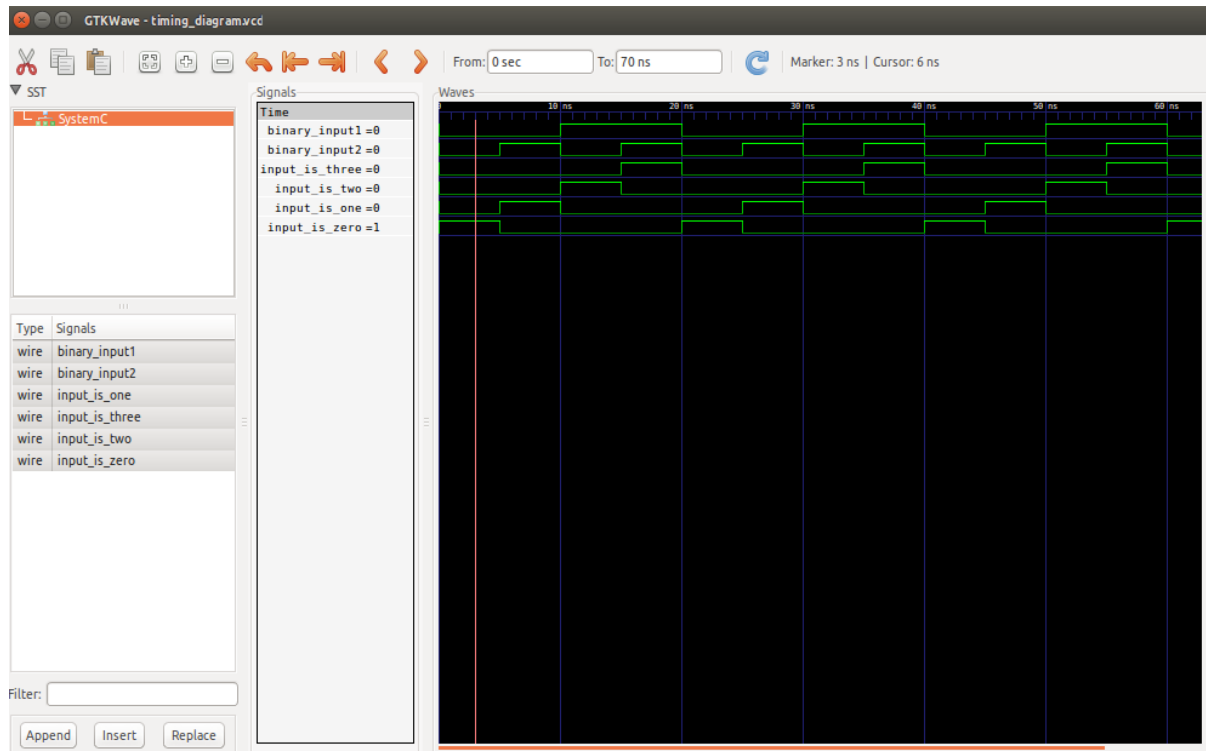 GTKWave - timing_diagram.vcd
From: 0 sec To: 70 ns Marker: 3 ns | Cursor: 6 ns
SST
SystemC
Type Signals
wire binary_input1
wire binary_input2
wire input_is_one
wire input_is_three
wire input_is_two
wire input_is_zero
Filter:
Append Insert Replace
Signals
Time
binary_input1 =0
binary_input2 =0
input_is_three =0
input_is_two =0
input_is_one =0
input_is_zero =1
Waves
10 ns 20 ns 30 ns 40 ns 50 ns 60 ns